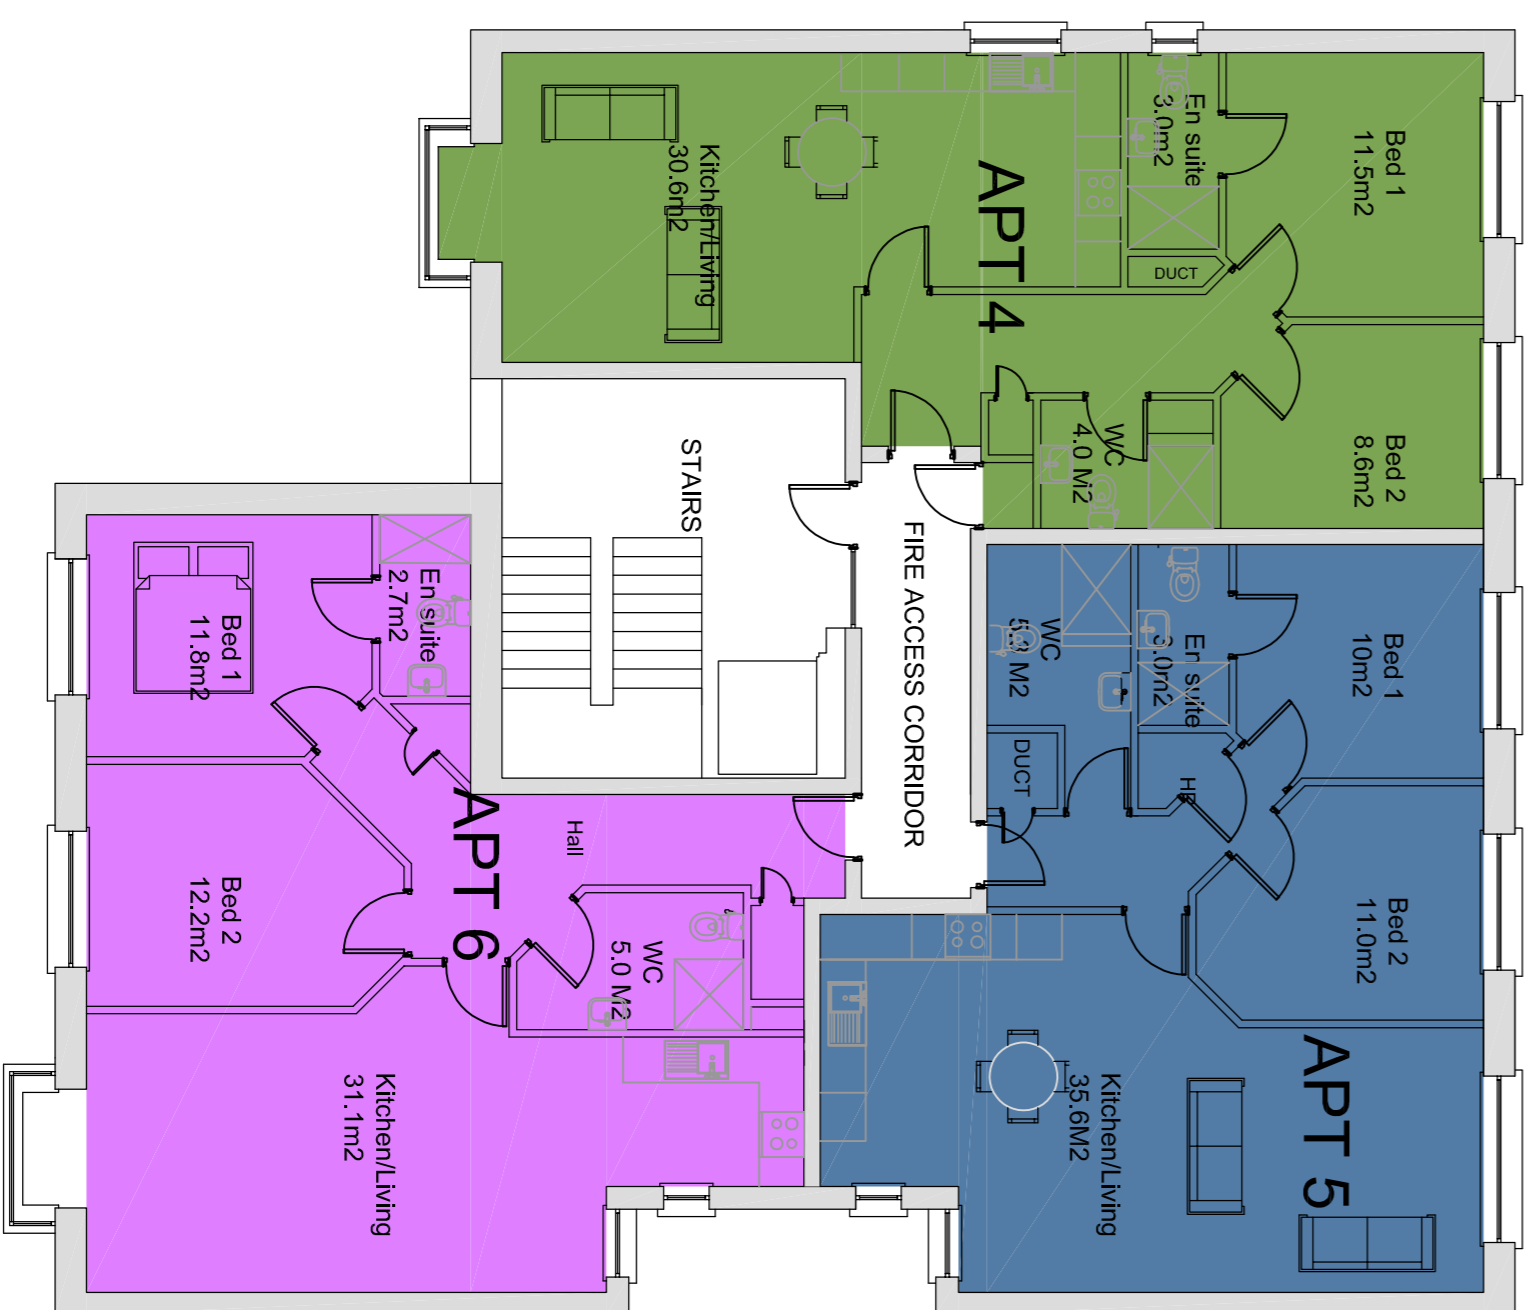 APT 4
Kitchen/Living
30.6m2
En suite
3.0m2
DUCT
Bed 1
11.5m2
Bed 2
8.6m2
WC
4.0 M2
STAIRS
FIRE ACCESS CORRIDOR
APT 5
Bed 1
10m2
En suite
3.0m2
WC
M2
DUCT
Bed 2
11.0m2
Kitchen/Living
35.6M2
APT 6
Bed 1
11.8m2
En suite
2.7m2
Hall
Bed 2
12.2m2
WC
5.0 M2
Kitchen/Living
31.1m2